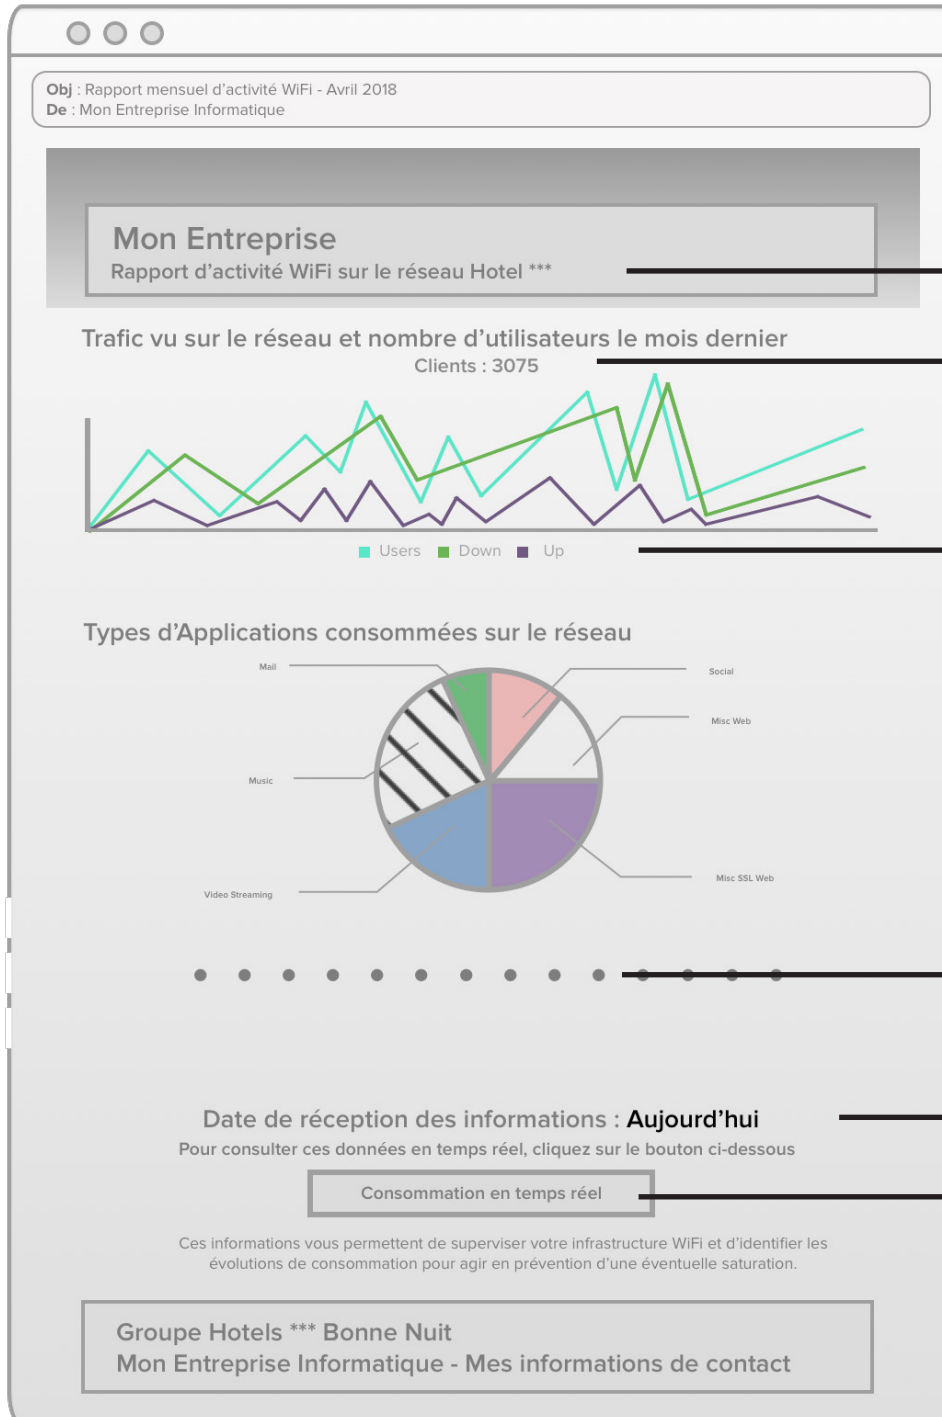 Obj : Rapport mensuel d'activité WiFi - Avril 2018
De : Mon Entreprise Informatique
Mon Entreprise
Rapport d'activité WiFi sur le réseau Hotel ***
Trafic vu sur le réseau et nombre d'utilisateurs le mois dernier
Clients : 3075
Users Down Up
Types d'Applications consommées sur le réseau
Mail
Social
Misc Web
Music
Misc SSL Web
Video Streaming
Date de réception des informations : Aujourd'hui
Pour consulter ces données en temps réel, cliquez sur le bouton ci-dessous
Consommation en temps réel
Ces informations vous permettent de superviser votre infrastructure WiFi et d'identifier les
évolutions de consommation pour agir en prévention d'une éventuelle saturation.
Groupe Hotels *** Bonne Nuit
Mon Entreprise Informatique - Mes informations de contact